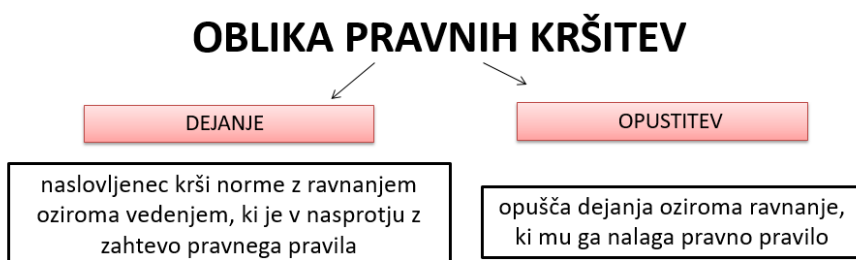 OBLIKA PRAVNIH KRŠITEV
DEJANJE
naslovljenec krši norme z ravnanjem
oziroma vedenjem, ki je v nasprotju z
zahtevo pravnega pravila
OPUSTITEV
opušča dejanja oziroma ravnanje,
ki mu ga nalaga pravno pravilo